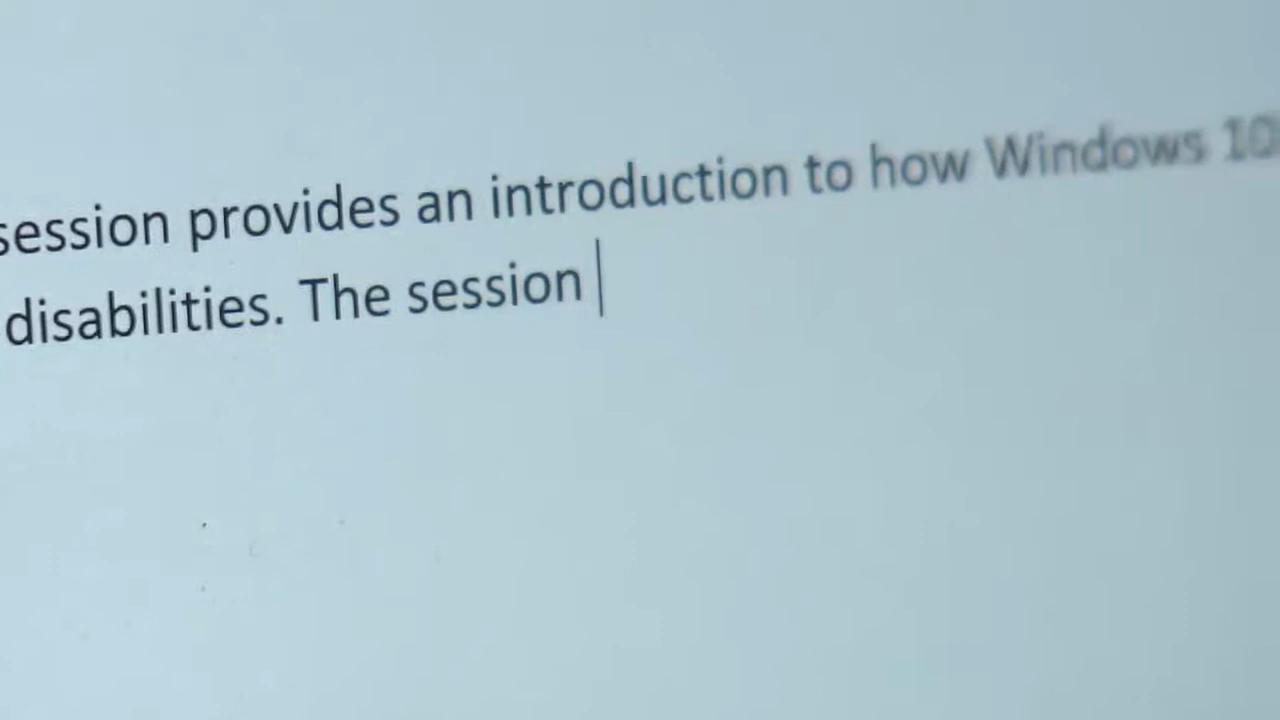 session provides an introduction to how Windows 10
disabilities. The session